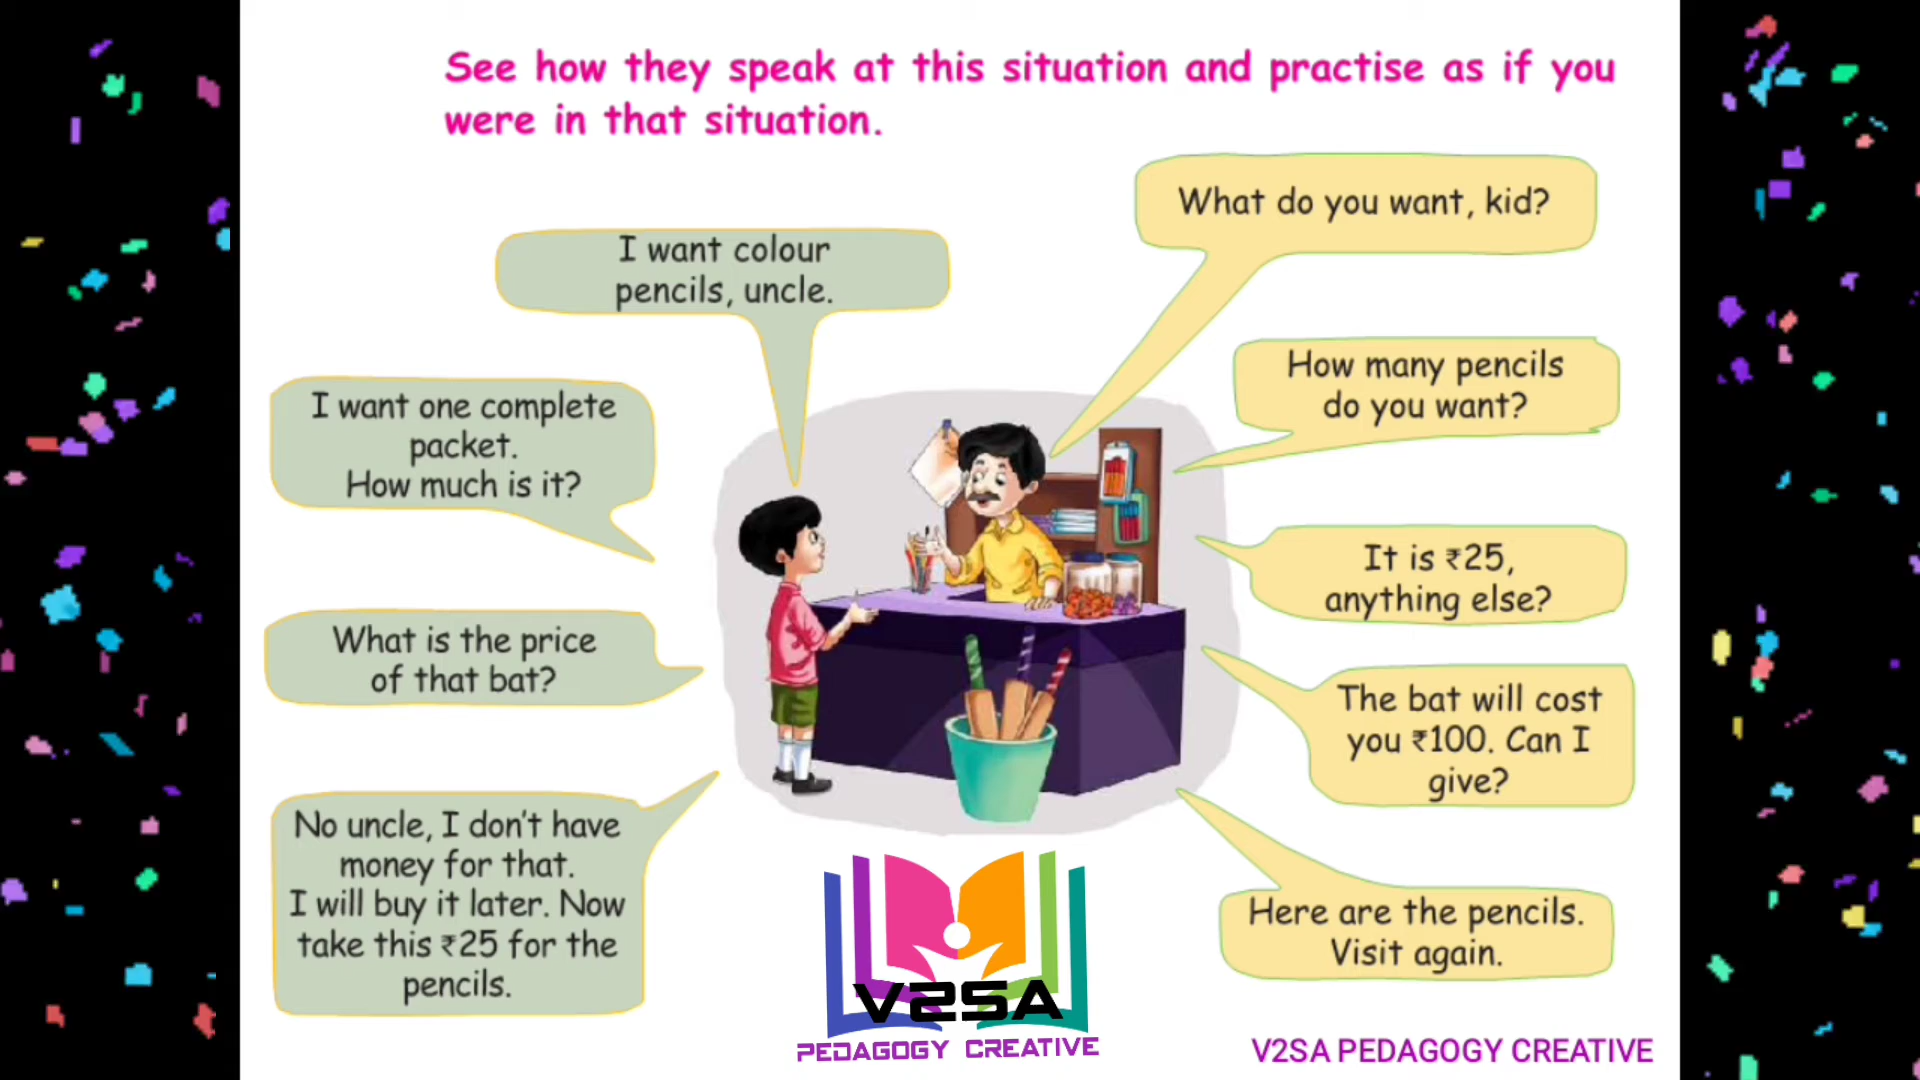 See how they speak at this situation and practise as if you
were in that situation.
What do you want, kid?
I want colour
pencils, uncle.
How many pencils
do you want?
I want one complete
packet.
How much is it?
It is ₹25,
anything else?
What is the price
of that bat?
The bat will cost
you ₹100. Can I
give?
No uncle, I don't have
money for that.
I will buy it later. Now
take this ₹25 for the
pencils.
Here are the pencils.
Visit again.
V2SA
PEDAGOGY CREATIVE
V2SA PEDAGOGY CREATIVE